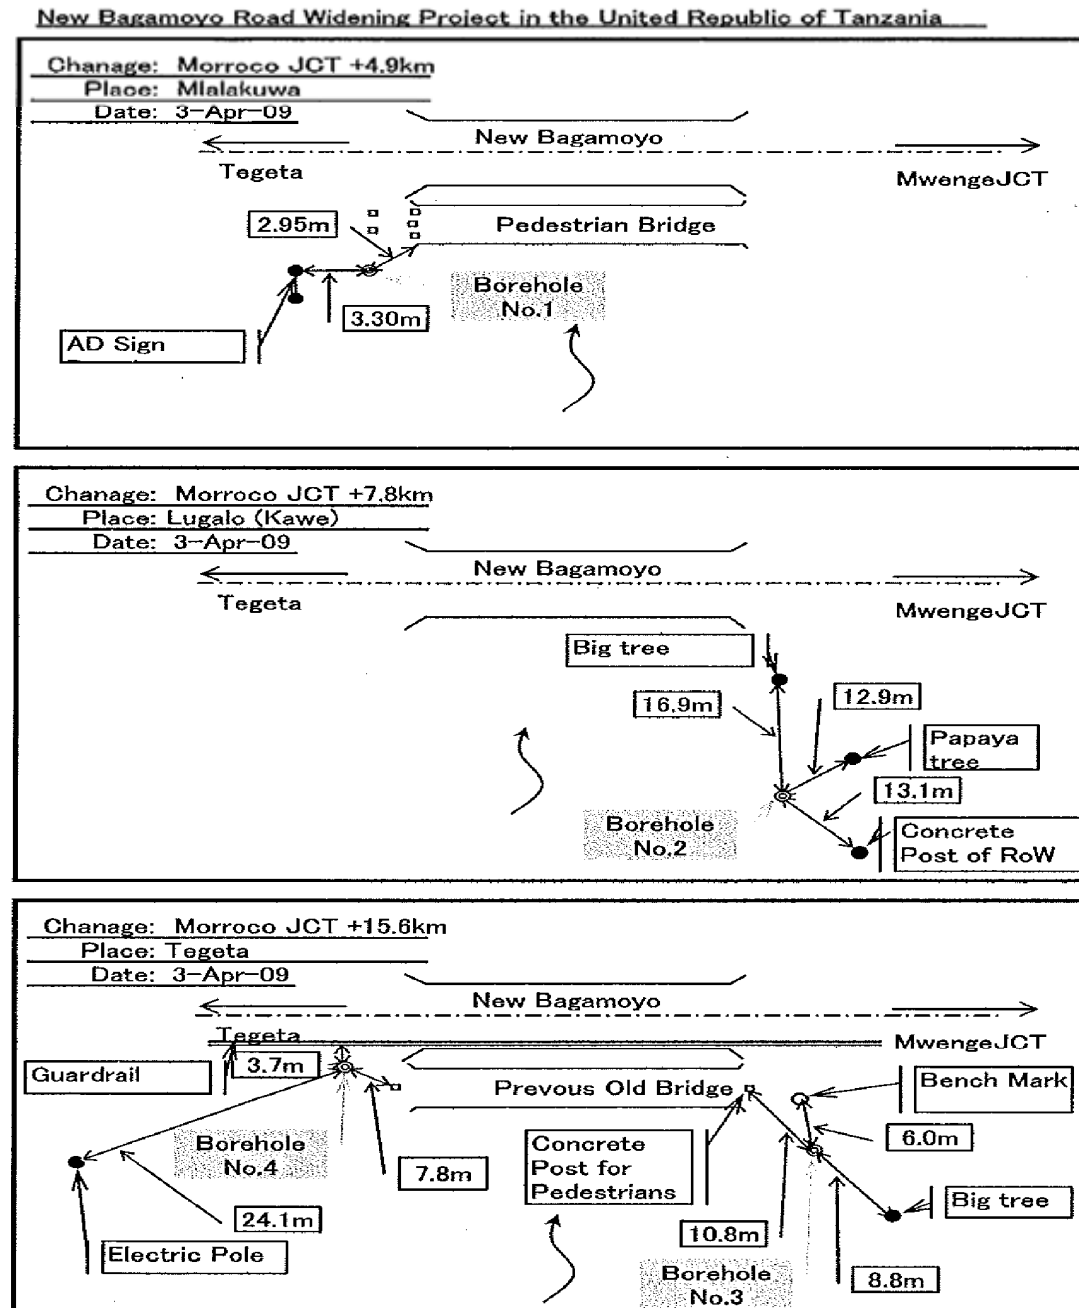 New Bagamoyo Road Widening Project in the United Republic of Tanzania
Chanage: Morroco JCT +4.9km
Place: Mlalakuwa
Date: 3-Apr-09
New Bagamoyo
Tegeta
MwengeJCT
2.95m
Pedestrian Bridge
Borehole
No.1
3.30m
AD Sign
Chanage: Morroco JCT +7.8km
Place: Lugalo (Kawe)
Date: 3-Apr-09
New Bagamoyo
Tegeta
MwengeJCT
Big tree
16.9m
12.9m
Papaya
tree
13.1m
Borehole
No.2
Concrete
Post of RoW
Chanage: Morroco JCT +15.6km
Place: Tegeta
Date: 3-Apr-09
New Bagamoyo
Tegeta
MwengeJCT
3.7m
Guardrail
Prevous Old Bridge
Bench Mark
Borehole
No.4
7.8m
Concrete
Post for
Pedestrians
6.0m
24.1m
Big tree
10.8m
Electric Pole
Borehole
No.3
8.8m